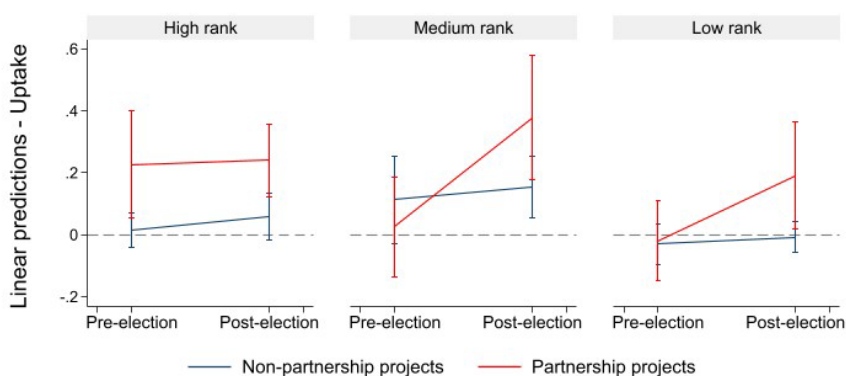 High rank
Medium rank
Low rank
Linear predictions - Uptake
.6
.4
.2
0
-.2
Pre-election Post-election
Pre-election Post-election
Pre-election Post-election
Non-partnership projects
Partnership projects